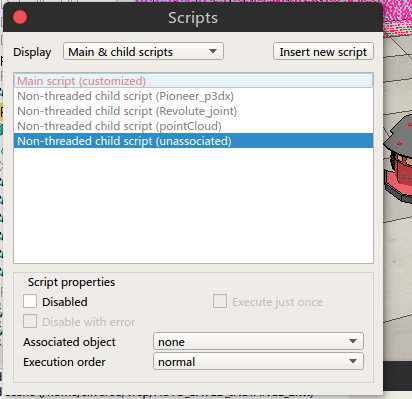 Scripts
Display Main & child scripts Insert new script
Main script (customized)
Non-threaded child script (Pioneer_p3dx)
Non-threaded child script (Revolute_joint)
Non-threaded child script (pointCloud)
Non-threaded child script (unassociated)
Script properties
Disabled Execute just once
Disable with error
Associated object none
Execution order normal